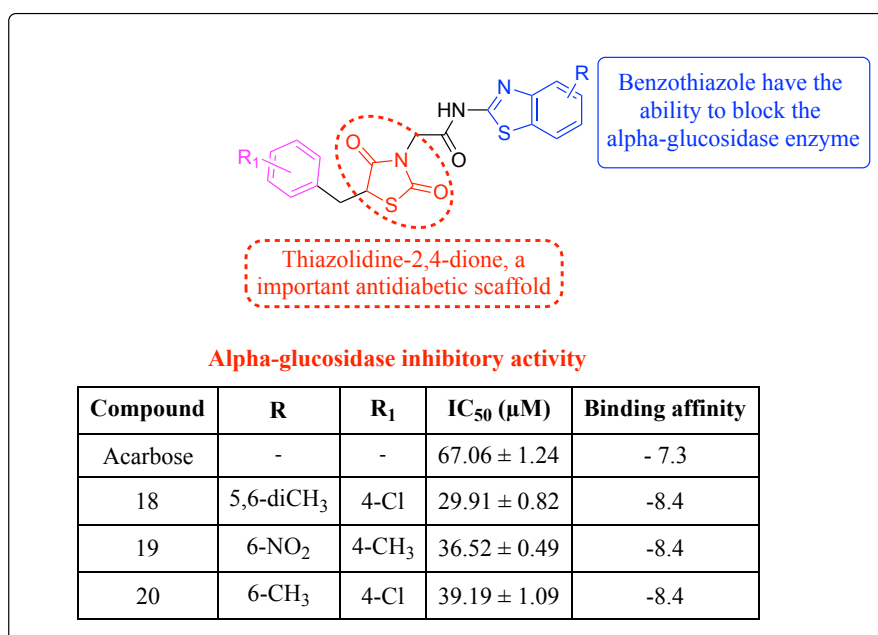 R
N
HN
S
O
O
N
R1
S
O
Benzothiazole have the
ability to block the
alpha-glucosidase enzyme
Thiazolidine-2,4-dione, a
important antidiabetic scaffold
Alpha-glucosidase inhibitory activity
Compound R R1 IC50 (µM) Binding affinity
Acarbose - - 67.06 ± 1.24 - 7.3
18 5,6-diCH3 4-Cl 29.91 ± 0.82 -8.4
19 6-NO2 4-CH3 36.52 ± 0.49 -8.4
20 6-CH3 4-Cl 39.19 ± 1.09 -8.4